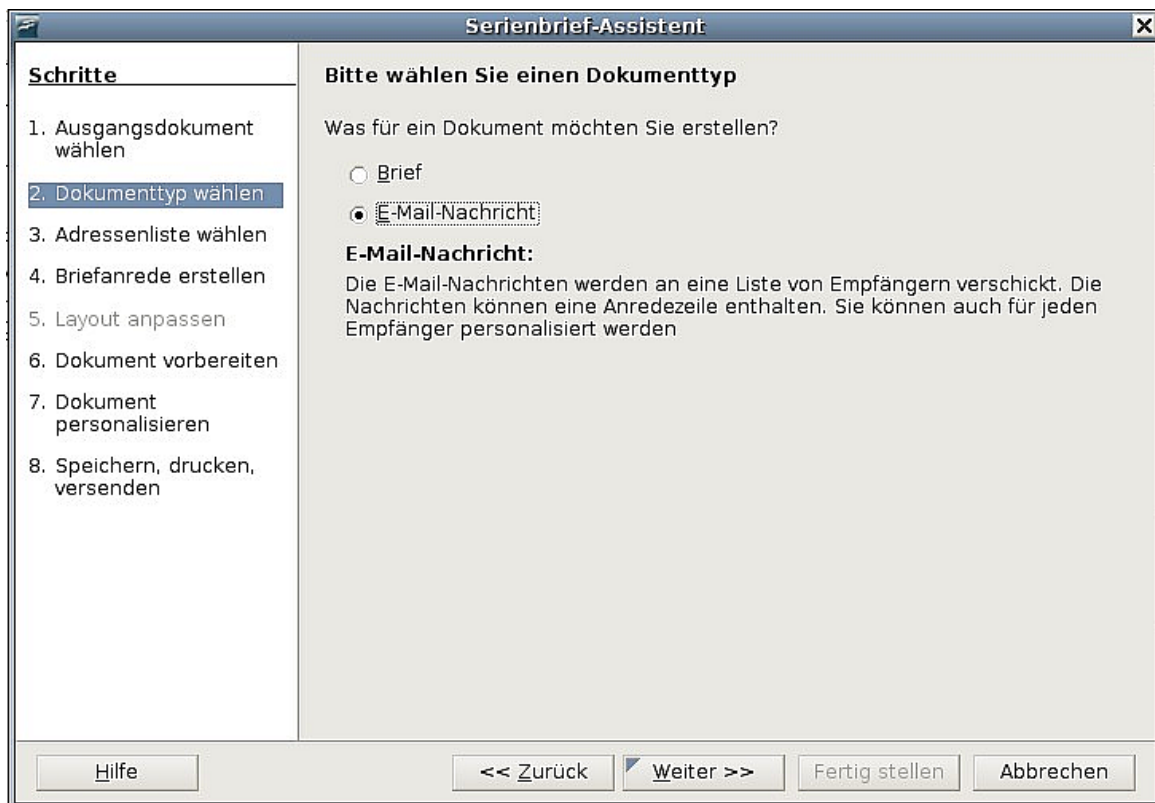 Serienbrief-Assistent
Schritte
1. Ausgangsdokument
wählen
2. Dokumenttyp wählen
3. Adressenliste wählen
4. Briefanrede erstellen
5. Layout anpassen
6. Dokument vorbereiten
7. Dokument
personalisieren
8. Speichern, drucken,
versenden
Bitte wählen Sie einen Dokumenttyp
Was für ein Dokument möchten Sie erstellen?
Brief
E-Mail-Nachricht
E-Mail-Nachricht:
Die E-Mail-Nachrichten werden an eine Liste von Empfängern verschickt. Die
Nachrichten können eine Anredezeile enthalten. Sie können auch für jeden
Empfänger personalisiert werden
Hilfe
<< Zurück
Weiter >>
Fertig stellen
Abbrechen